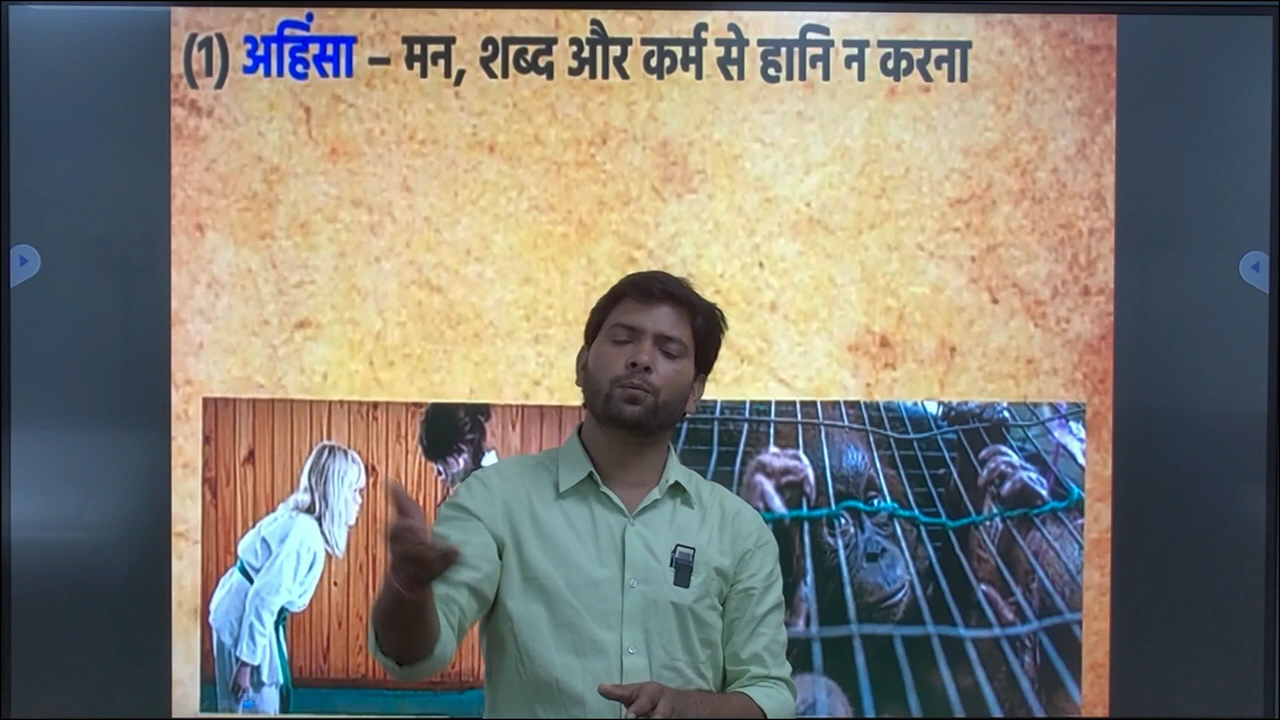 (1) अहिंसा – मन, शब्द और कर्म से हानि न करना